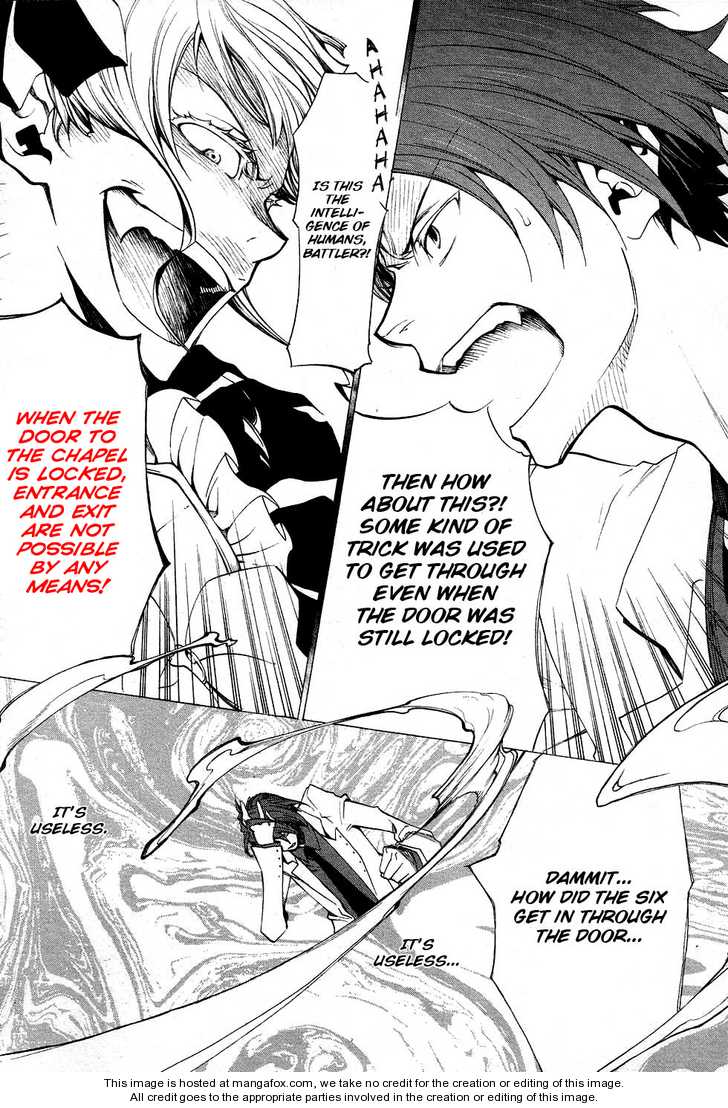 THEN HOW
ABOUT THIS?!
SOME KIND OF
TRICK WAS USED
TO GET THROUGH
EVEN WHEN
THE DOOR WAS
STILL LOCKED!
AHAHAHA
IS THIS
THE
INTELLI-
GENCE OF
HUMANS,
BATTLER?!
WHEN THE
DOOR TO
THE CHAPEL
IS LOCKED,
ENTRANCE
AND EXIT
ARE NOT
POSSIBLE
BY ANY
MEANS!
DAMMIT...
HOW DID THE SIX
GET IN THROUGH
THE DOOR...
IT'S
USELESS...
IT'S
USELESS.
This image is hosted at mangafox.com, we take no credit for the creation or editing of this image.
All credit goes to the appropriate parties involved in the creation or editing of this image.